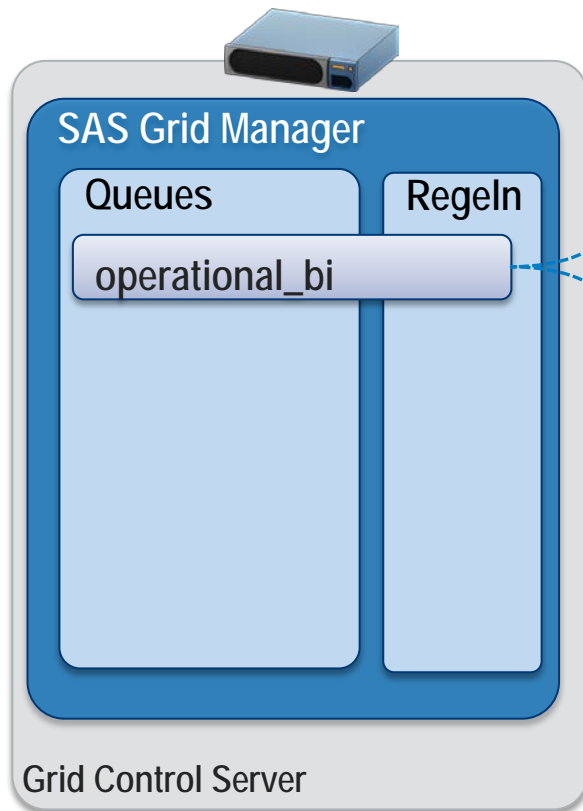 SAS Grid Manager
Queues
Regeln
operational_bi
Grid Control Server